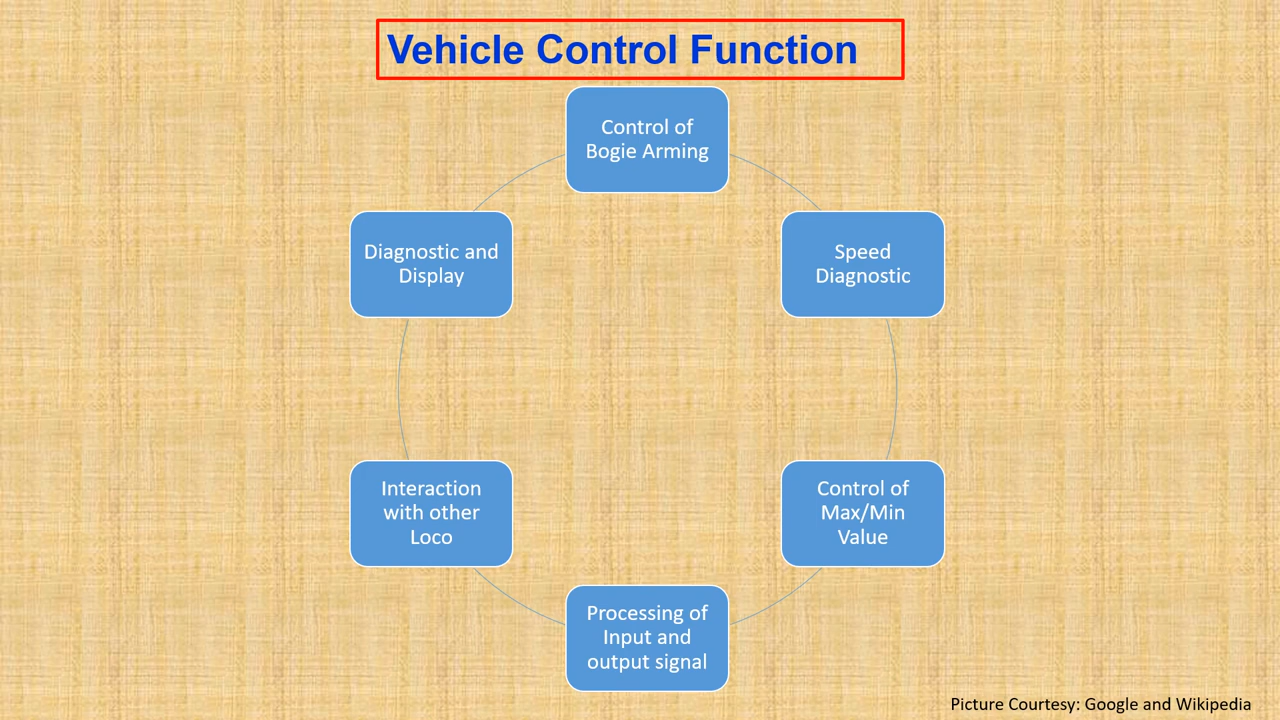 Vehicle Control Function
Control of
Bogie Arming
Speed
Diagnostic
Control of
Max/Min
Value
Processing of
Input and
output signal
Interaction
with other
Loco
Diagnostic and
Display
Picture Courtesy: Google and Wikipedia